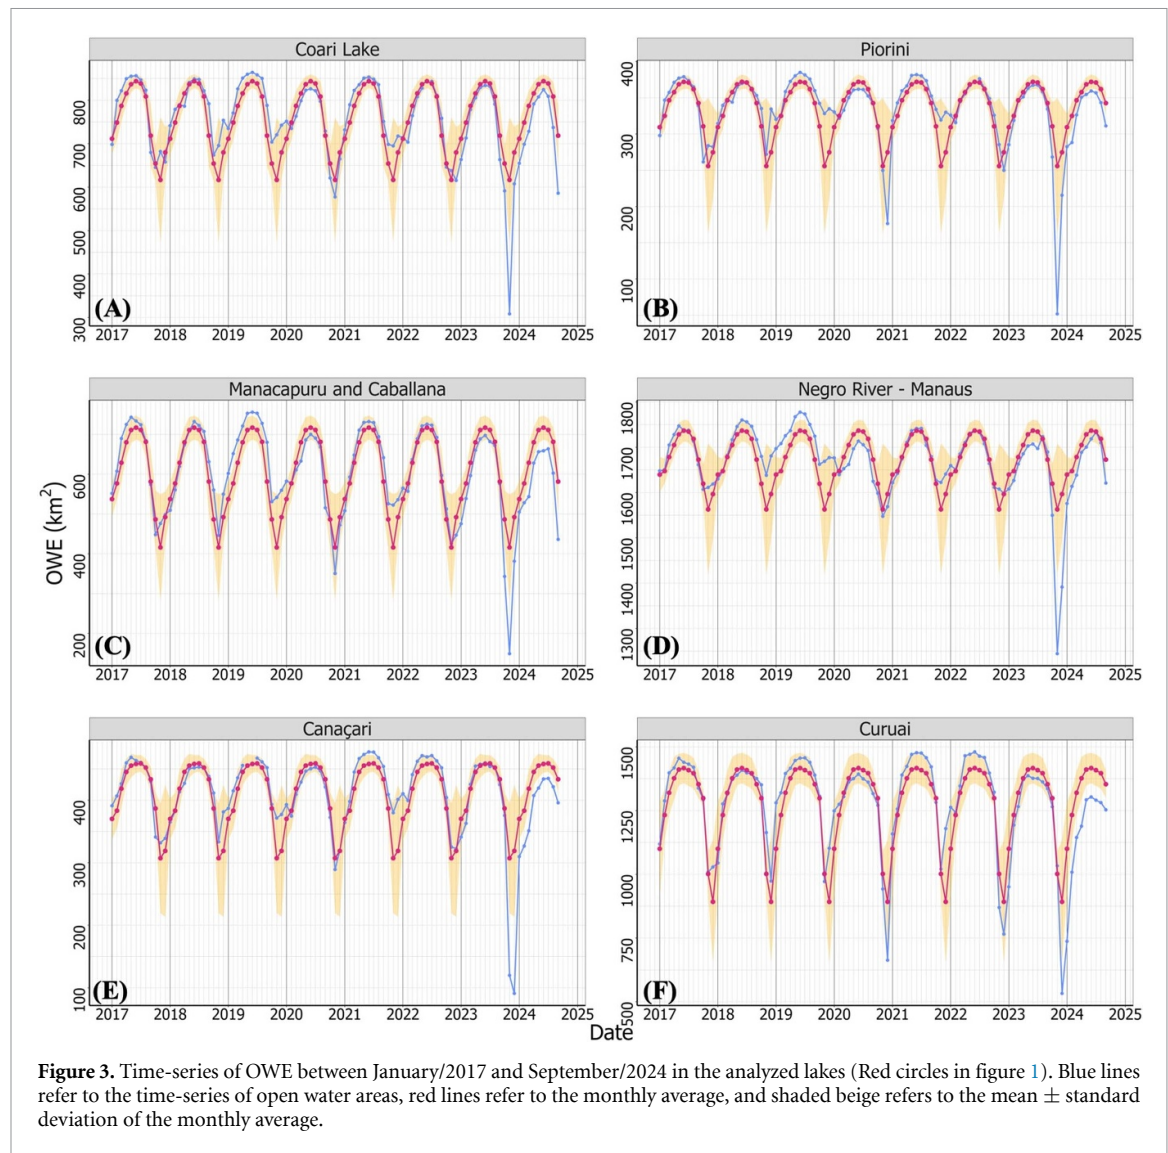 Coari Lake
800
700
600
500
400
300
(A)
2017 2018 2019 2020 2021 2022 2023 2024 2025
Piorini
400
300
200
100
(B)
2017 2018 2019 2020 2021 2022 2023 2024 2025
Manacapuru and Caballana
600
400
200
(C)
2017 2018 2019 2020 2021 2022 2023 2024 2025
Negro River - Manaus
1800
1700
1600
1500
1400
1300
(D)
2017 2018 2019 2020 2021 2022 2023 2024 2025
OWE (km²)
Canaçari
400
300
200
100
(E)
2017 2018 2019 2020 2021 2022 2023 2024 2025
Curuai
1500
1250
1000
750
500
(F)
2017 2018 2019 2020 2021 2022 2023 2024 2025
Date
Figure 3. Time-series of OWE between January/2017 and September/2024 in the analyzed lakes (Red circles in figure 1). Blue lines
refer to the time-series of open water areas, red lines refer to the monthly average, and shaded beige refers to the mean ± standard
deviation of the monthly average.